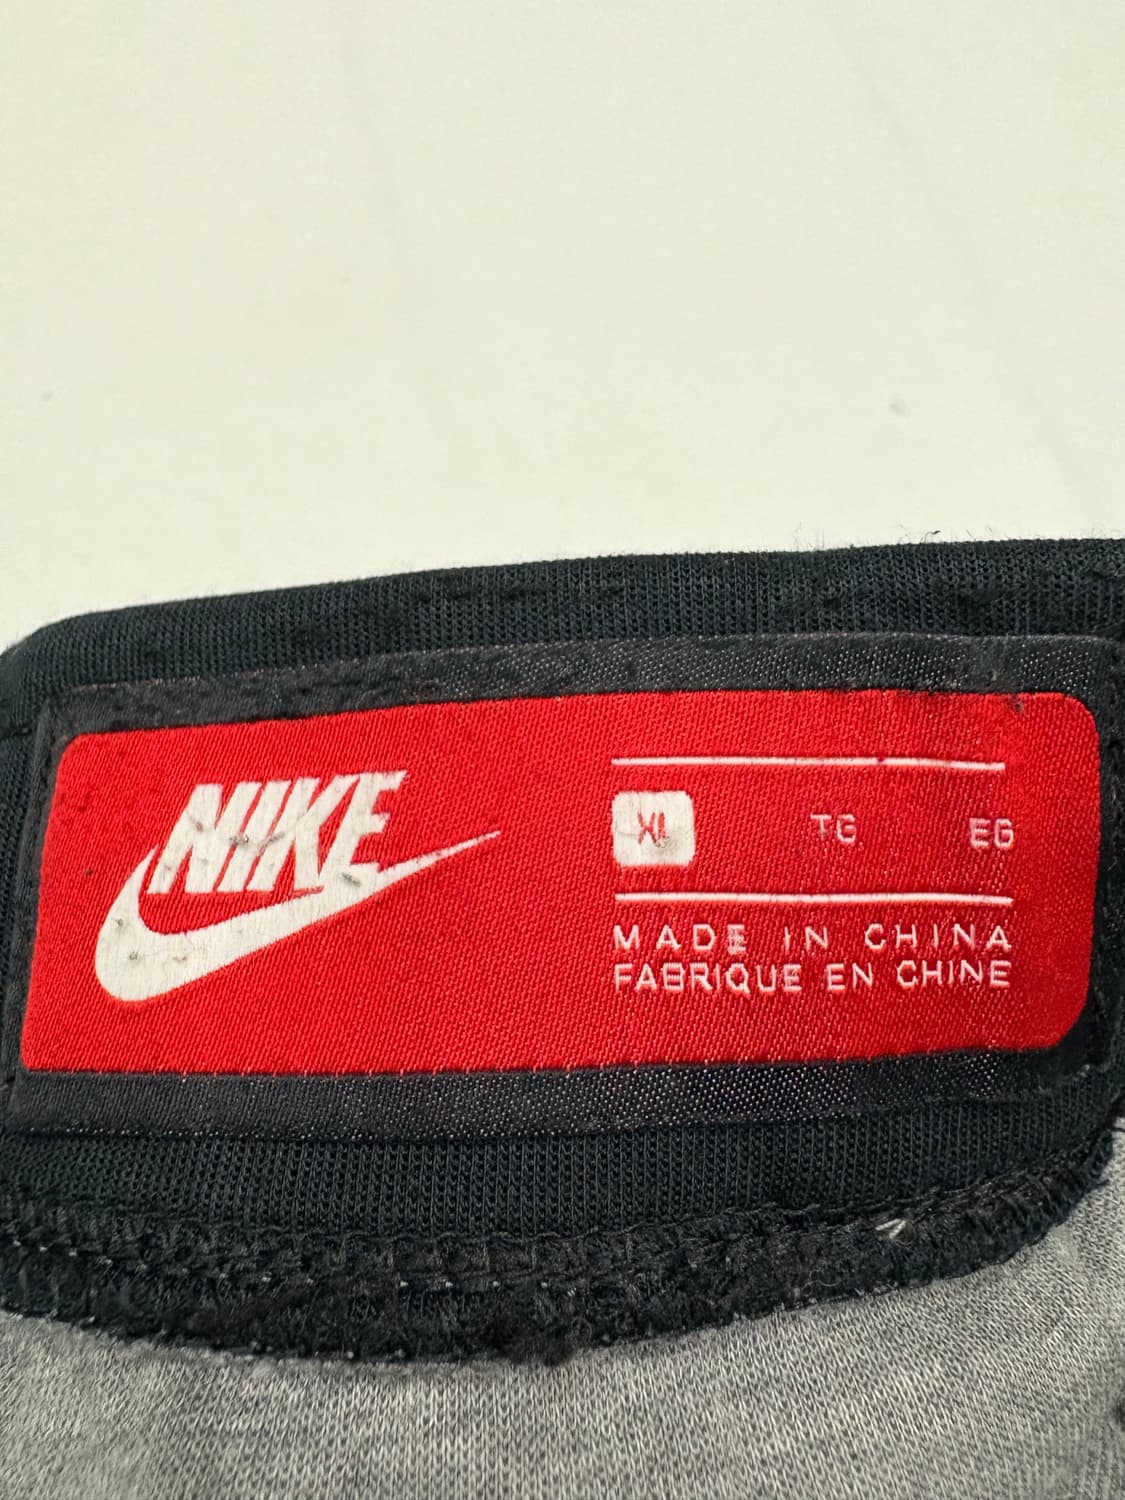 NIKE
XL TG EG
MADE IN CHINA
FABRIQUE EN CHINE